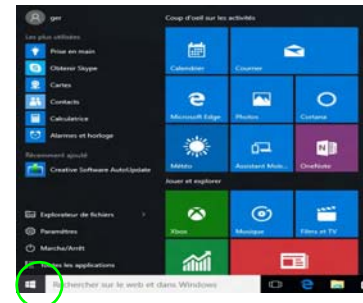 ger
Coup d'oeil sur les activités
Les plus utilisées
Prise en main
Obtenir Skype
Cartes
Contacts
Calculatrice
Alarmes et horloge
Récemment ajouté
Creative Software AutoUpdate
Explorateur de fichiers
Paramètres
Marche/Arrêt
Toutes les applications
Rechercher sur le web et dans Windows
Calendrier
Courrier
Microsoft Edge
Photos
Cortana
Météo
Assistant Mob...
OneNote
Jouer et explorer
Xbox
Musique
Films et TV